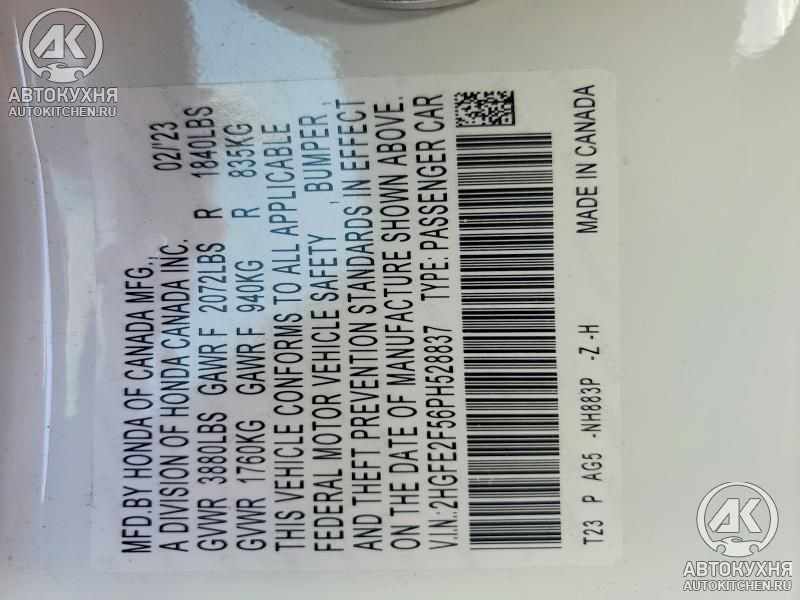 AK
АВТОКУХНЯ
AUTOKITCHEN.RU
MFD.BY HONDA OF CANADA MFG., 02/'23
A DIVISION OF HONDA CANADA INC.
GVWR 3880LBS GAWR F 2072LBS R 1840LBS
GVWR 1760KG GAWR F 940KG R 835KG
THIS VEHICLE CONFORMS TO ALL APPLICABLE
FEDERAL MOTOR VEHICLE SAFETY , BUMPER ,
AND THEFT PREVENTION STANDARDS IN EFFECT
ON THE DATE OF MANUFACTURE SHOWN ABOVE.
V.I.N:2HGFE2F56PH528837 TYPE:PASSENGER CAR
T23 P AG5 -NH883P -Z -H MADE IN CANADA
AK
АВТОКУХНЯ
AUTOKITCHEN.RU